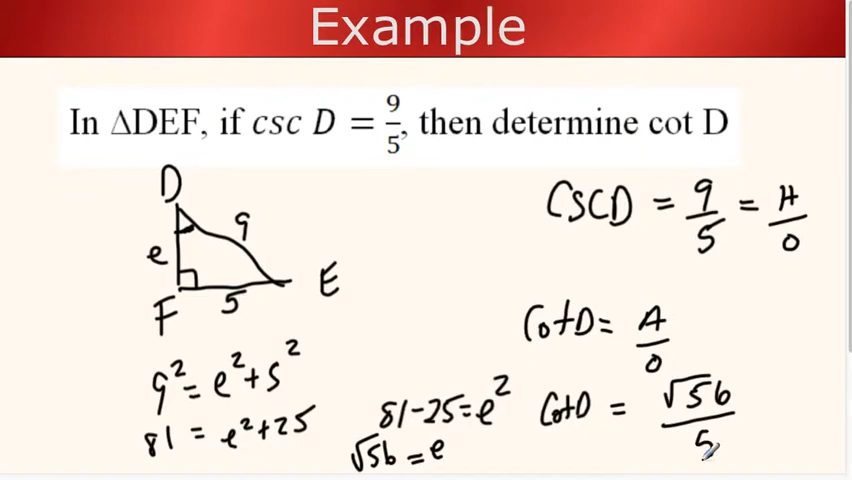 Example
In ΔDEF, if csc D = 9/5, then determine cot D
D
9
e
F
5
E
CSCD = 9/5 = H/O
CotD = A/O
9² = e² + 5²
81 = e² + 25
81 - 25 = e²
√56 = e
CotD = √56/5